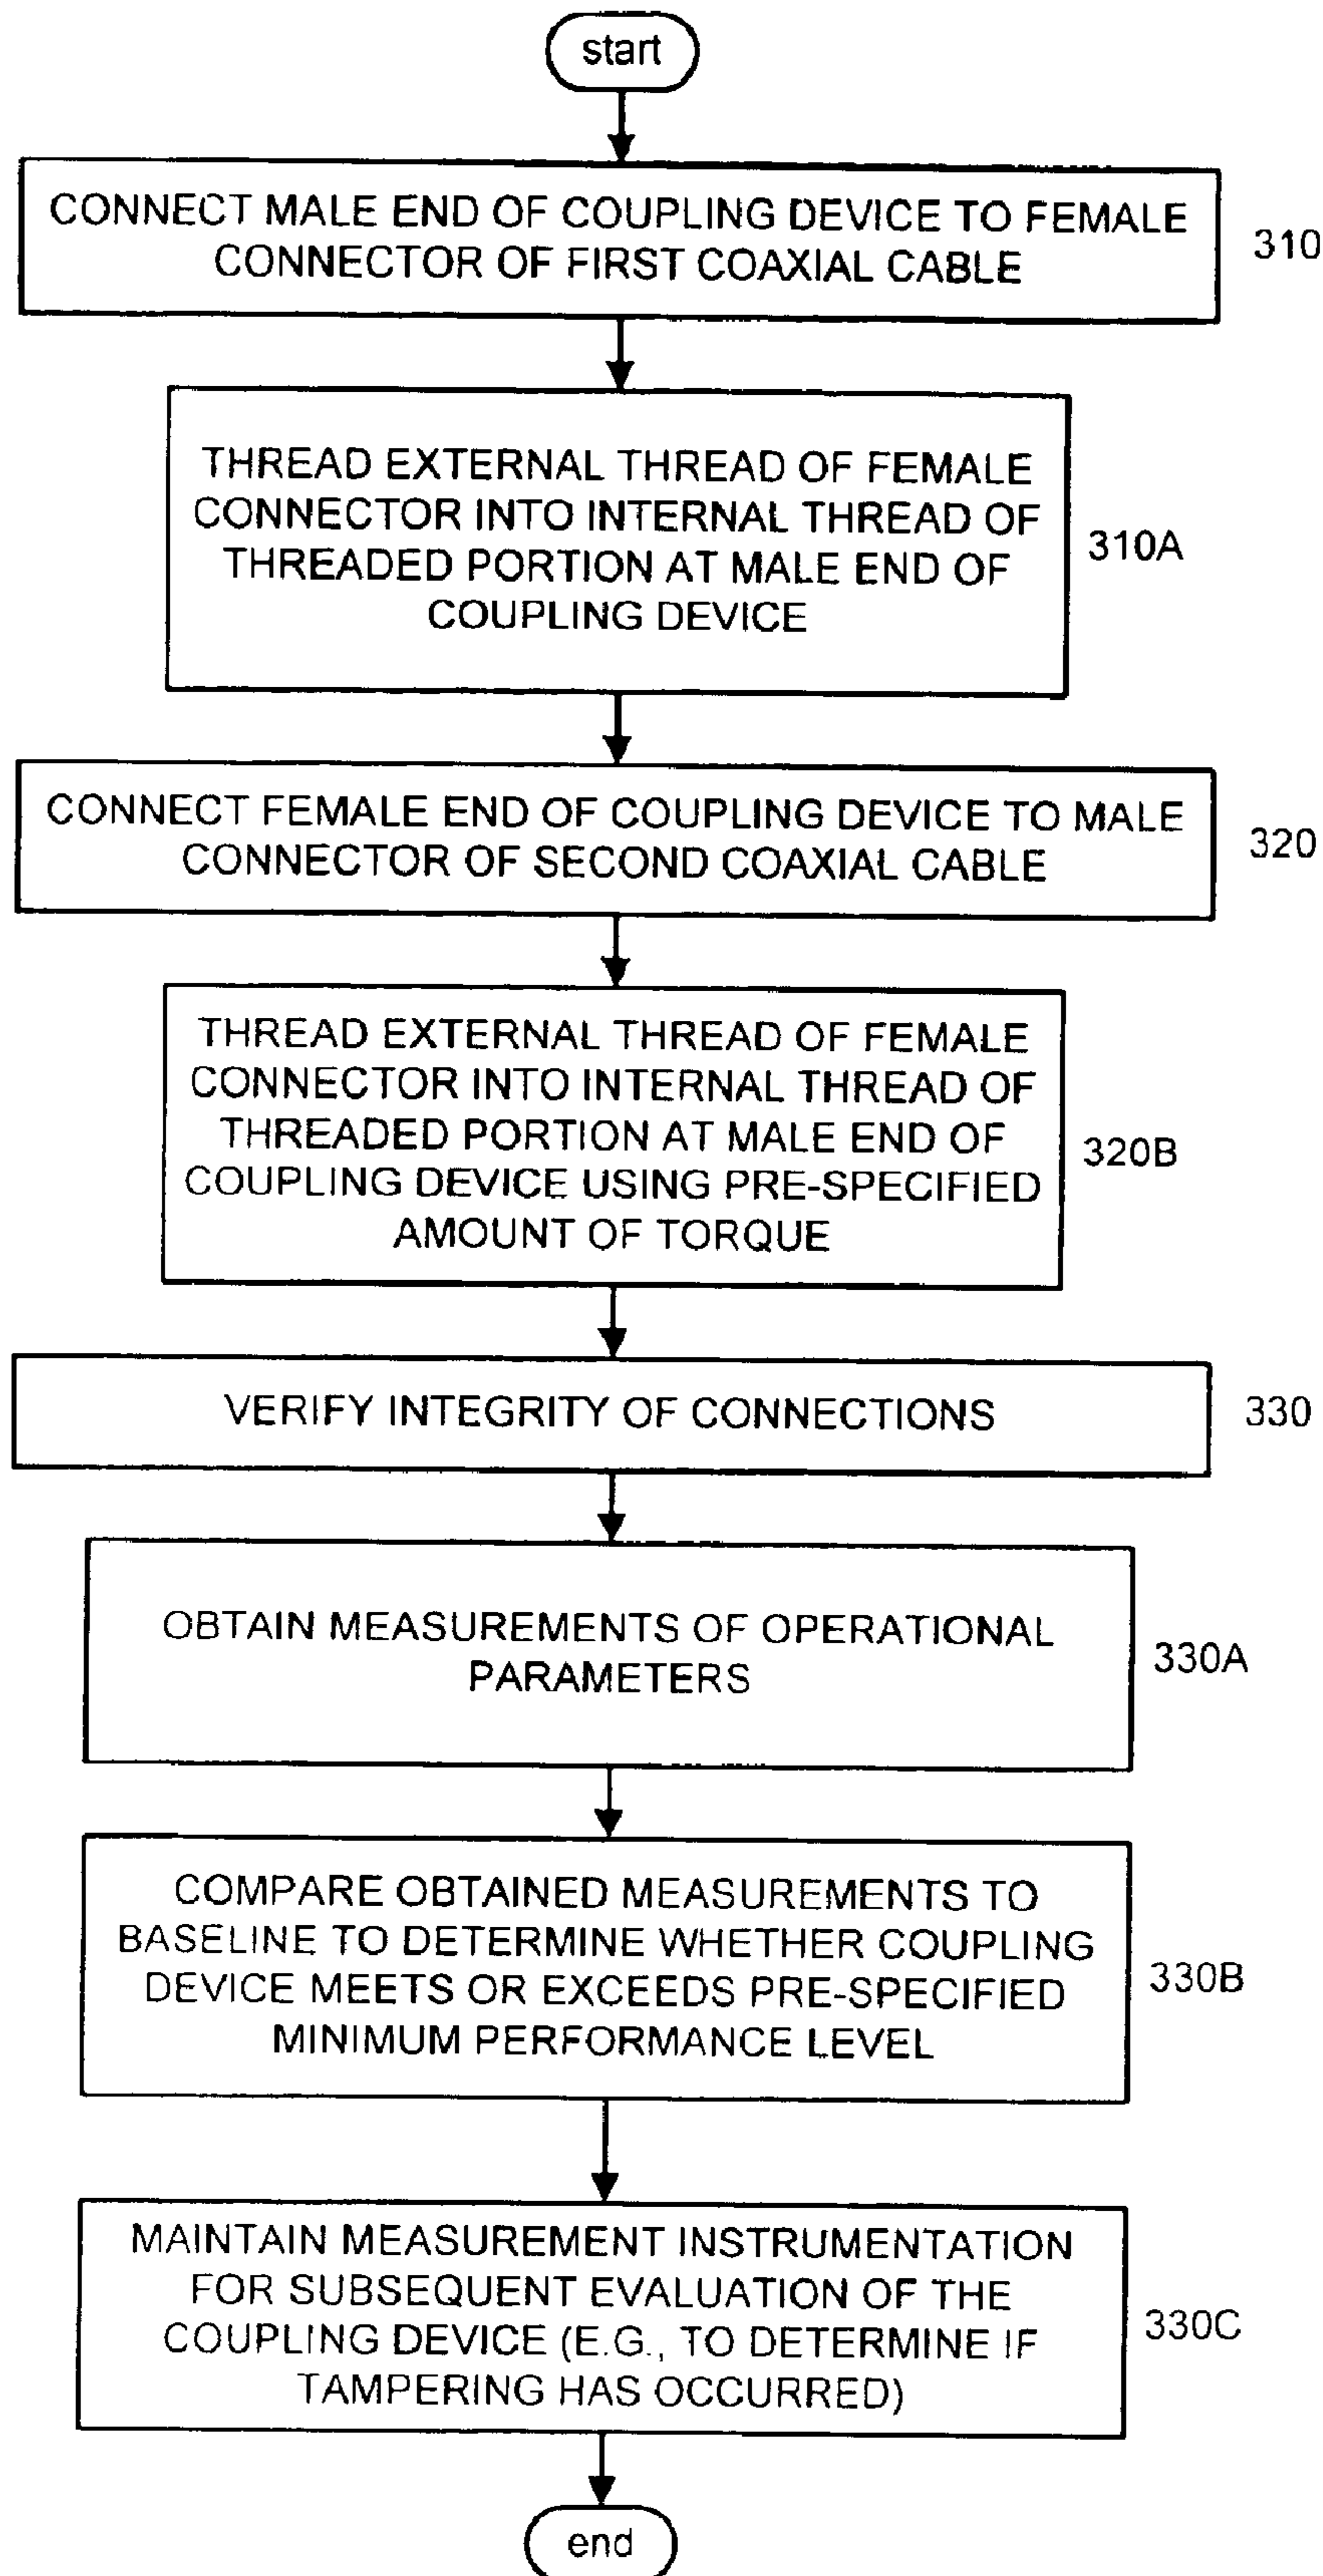 start
CONNECT MALE END OF COUPLING DEVICE TO FEMALE
CONNECTOR OF FIRST COAXIAL CABLE
310
THREAD EXTERNAL THREAD OF FEMALE
CONNECTOR INTO INTERNAL THREAD OF
THREADED PORTION AT MALE END OF
COUPLING DEVICE
310A
CONNECT FEMALE END OF COUPLING DEVICE TO MALE
CONNECTOR OF SECOND COAXIAL CABLE
320
THREAD EXTERNAL THREAD OF FEMALE
CONNECTOR INTO INTERNAL THREAD OF
THREADED PORTION AT MALE END OF
COUPLING DEVICE USING PRE-SPECIFIED
AMOUNT OF TORQUE
320B
VERIFY INTEGRITY OF CONNECTIONS
330
OBTAIN MEASUREMENTS OF OPERATIONAL
PARAMETERS
330A
COMPARE OBTAINED MEASUREMENTS TO
BASELINE TO DETERMINE WHETHER COUPLING
DEVICE MEETS OR EXCEEDS PRE-SPECIFIED
MINIMUM PERFORMANCE LEVEL
330B
MAINTAIN MEASUREMENT INSTRUMENTATION
FOR SUBSEQUENT EVALUATION OF THE
COUPLING DEVICE (E.G., TO DETERMINE IF
TAMPERING HAS OCCURRED)
330C
end